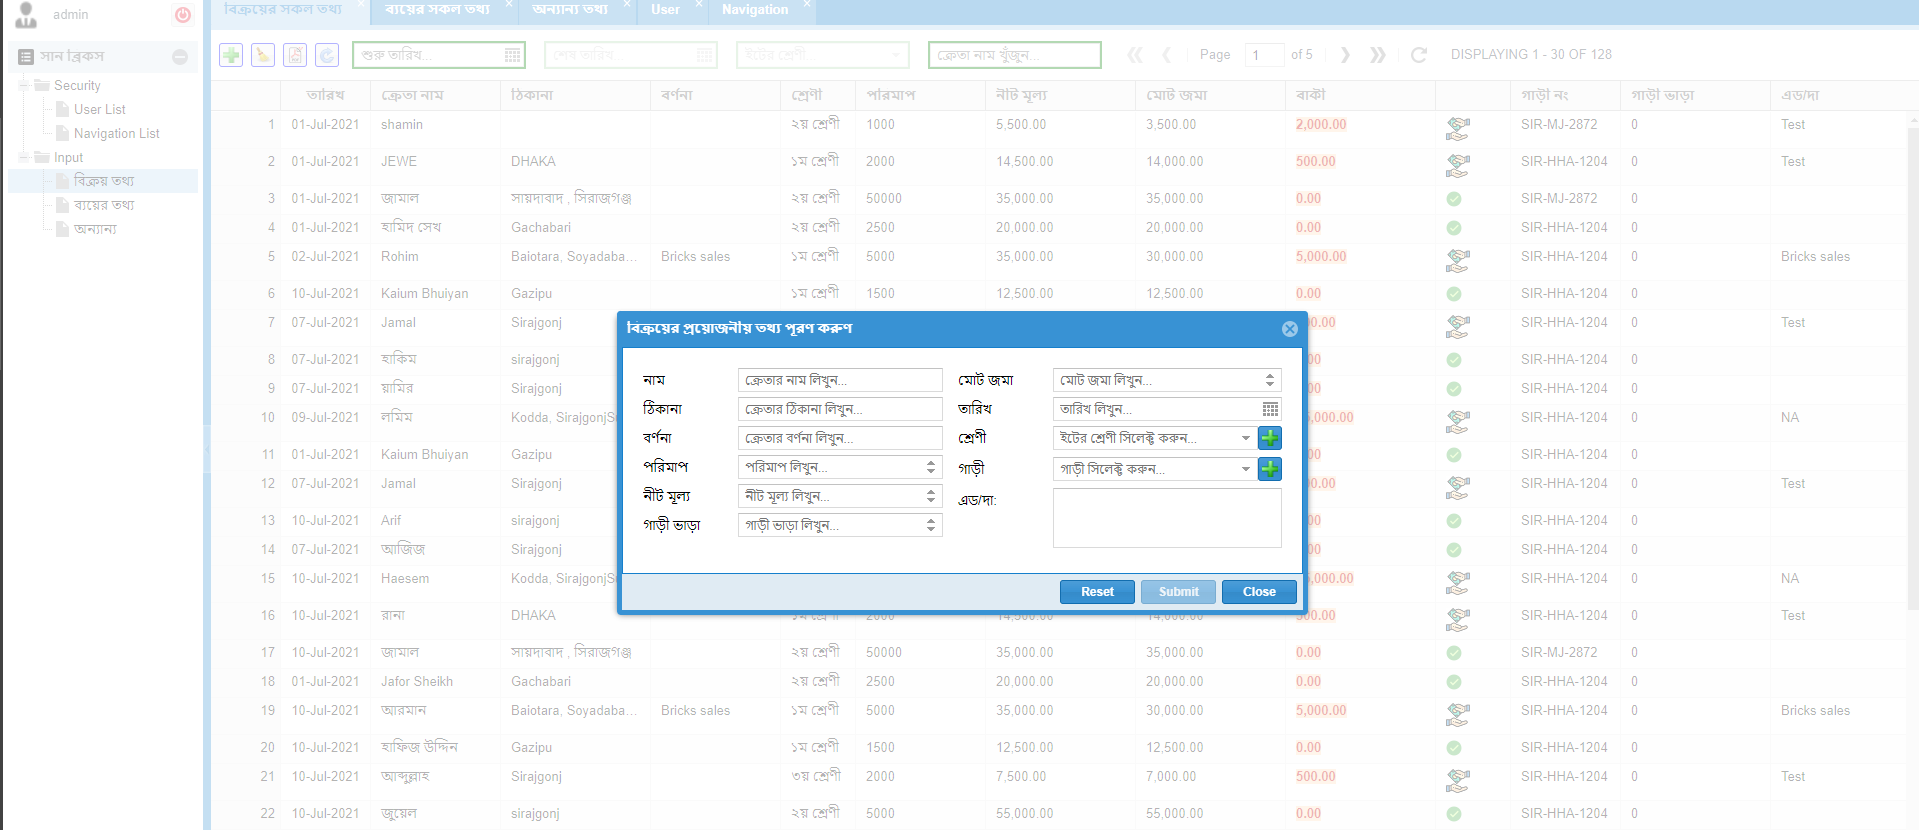 admin
সান ব্রিকস
Security
User List
Navigation List
Input
বিক্রয় তথ্য
ব্যয়ের তথ্য
অন্যান্য
বিক্রয়ের সকল তথ্য ব্যয়ের সকল তথ্য অন্যান্য তথ্য User Navigation
শুরু তারিখ... শেষ তারিখ ইটের শ্রেণী ক্রেতা নাম খুঁজুন... Page 1 of 5 DISPLAYING 1 - 30 OF 128
তারিখ ক্রেতা নাম ঠিকানা বর্ণনা শ্রেণী পরিমাপ নীট মূল্য মোট জমা বাকী গাড়ী নং গাড়ী ভাড়া এড/দা
1 01-Jul-2021 shamin ২য় শ্রেণী 1000 5,500.00 3,500.00 2,000.00 SIR-MJ-2872 0 Test
2 01-Jul-2021 JEWE DHAKA ১ম শ্রেণী 2000 14,500.00 14,000.00 500.00 SIR-HHA-1204 0 Test
3 01-Jul-2021 জামাল সায়দাবাদ , সিরাজগঞ্জ ২য় শ্রেণী 50000 35,000.00 35,000.00 0.00 SIR-MJ-2872 0
4 01-Jul-2021 হামিদ সেখ Gachabari ২য় শ্রেণী 2500 20,000.00 20,000.00 0.00 SIR-HHA-1204 0
5 02-Jul-2021 Rohim Baiotara, Soyadaba... Bricks sales ১ম শ্রেণী 5000 35,000.00 30,000.00 5,000.00 SIR-HHA-1204 0 Bricks sales
6 10-Jul-2021 Kaium Bhuiyan Gazipu ১ম শ্রেণী 1500 12,500.00 12,500.00 0.00 SIR-HHA-1204 0
7 07-Jul-2021 Jamal Sirajgonj 00.00 SIR-HHA-1204 0 Test
8 07-Jul-2021 হাকিম sirajgonj 00 SIR-HHA-1204 0
9 07-Jul-2021 য়ামির Sirajgonj 00 SIR-HHA-1204 0
10 09-Jul-2021 লমিম Kodda, SirajgonjS ,000.00 SIR-HHA-1204 0 NA
11 07-Jul-2021 Kaium Bhuiyan Gazipu 00 SIR-HHA-1204 0
12 07-Jul-2021 Jamal Sirajgonj 00.00 SIR-HHA-1204 0 Test
13 10-Jul-2021 Arif sirajgonj 00 SIR-HHA-1204 0
14 07-Jul-2021 আজিজ Sirajgonj 00 SIR-HHA-1204 0
15 10-Jul-2021 Haesem Kodda, SirajgonjS ,000.00 SIR-HHA-1204 0 NA
16 10-Jul-2021 রানা DHAKA ১ম শ্রেণী 2000 14,500.00 14,000.00 500.00 SIR-HHA-1204 0 Test
17 10-Jul-2021 জামাল সায়দাবাদ , সিরাজগঞ্জ ২য় শ্রেণী 50000 35,000.00 35,000.00 0.00 SIR-MJ-2872 0
18 01-Jul-2021 Jafor Sheikh Gachabari ২য় শ্রেণী 2500 20,000.00 20,000.00 0.00 SIR-HHA-1204 0
19 10-Jul-2021 আরমান Baiotara, Soyadaba... Bricks sales ১ম শ্রেণী 5000 35,000.00 30,000.00 5,000.00 SIR-HHA-1204 0 Bricks sales
20 10-Jul-2021 হাফিজ উদ্দিন Gazipu ১ম শ্রেণী 1500 12,500.00 12,500.00 0.00 SIR-HHA-1204 0
21 10-Jul-2021 আব্দুল্লাহ Sirajgonj ৩য় শ্রেণী 2000 7,500.00 7,000.00 500.00 SIR-HHA-1204 0 Test
22 10-Jul-2021 জুয়েল sirajgonj ২য় শ্রেণী 5000 55,000.00 55,000.00 0.00 SIR-HHA-1204 0
বিক্রয়ের প্রয়োজনীয় তথ্য পূরণ করুণ
নাম ক্রেতার নাম লিখুন... মোট জমা মোট জমা লিখুন...
ঠিকানা ক্রেতার ঠিকানা লিখুন... তারিখ তারিখ লিখুন...
বর্ণনা ক্রেতার বর্ণনা লিখুন... শ্রেণী ইটের শ্রেণী সিলেক্ট করুন...
পরিমাপ পরিমাপ লিখুন... গাড়ী গাড়ী সিলেক্ট করুন...
নীট মূল্য নীট মূল্য লিখুন... এড/দা:
গাড়ী ভাড়া গাড়ী ভাড়া লিখুন...
Reset Submit Close